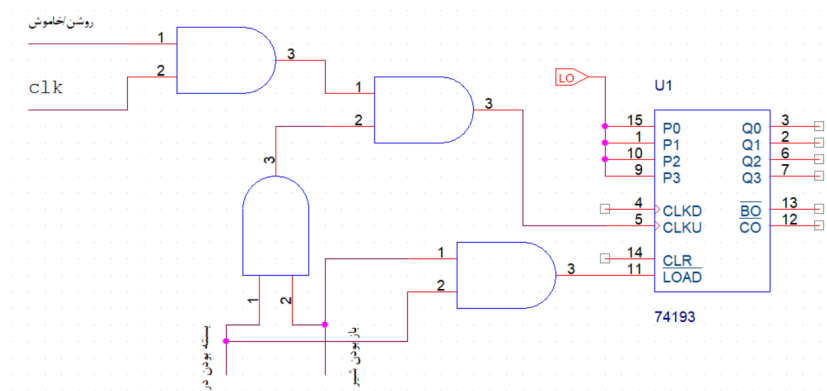 روشن/خاموش
1
3
2
clk
1
3
2
3
1
2
1
3
2
بسته بودن در
باز بودن شیر
LO
U1
15 P0 Q0 3
1 P1 Q1 2
10 P2 Q2 6
9 P3 Q3 7
4 CLKD BO 13
5 CLKU CO 12
14 CLR
11 LOAD
74193